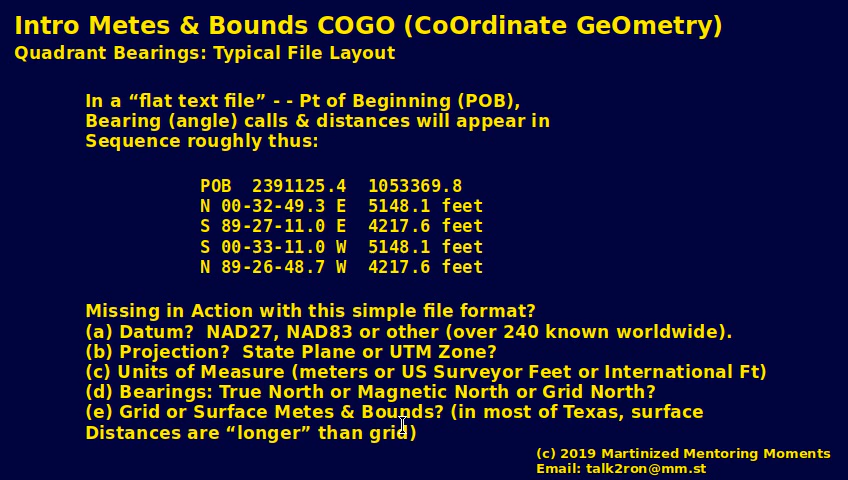 Intro Metes & Bounds COGO (CoOrdinate GeOmetry)
Quadrant Bearings: Typical File Layout
In a “flat text file” - - Pt of Beginning (POB),
Bearing (angle) calls & distances will appear in
Sequence roughly thus:
POB  2391125.4  1053369.8
N 00-32-49.3 E  5148.1 feet
S 89-27-11.0 E  4217.6 feet
S 00-33-11.0 W  5148.1 feet
N 89-26-48.7 W  4217.6 feet
Missing in Action with this simple file format?
(a) Datum?  NAD27, NAD83 or other (over 240 known worldwide).
(b) Projection?  State Plane or UTM Zone?
(c) Units of Measure (meters or US Surveyor Feet or International Ft)
(d) Bearings: True North or Magnetic North or Grid North?
(e) Grid or Surface Metes & Bounds? (in most of Texas, surface
Distances are “longer” than grid)
(c) 2019 Martinized Mentoring Moments
Email: talk2ron@mm.st